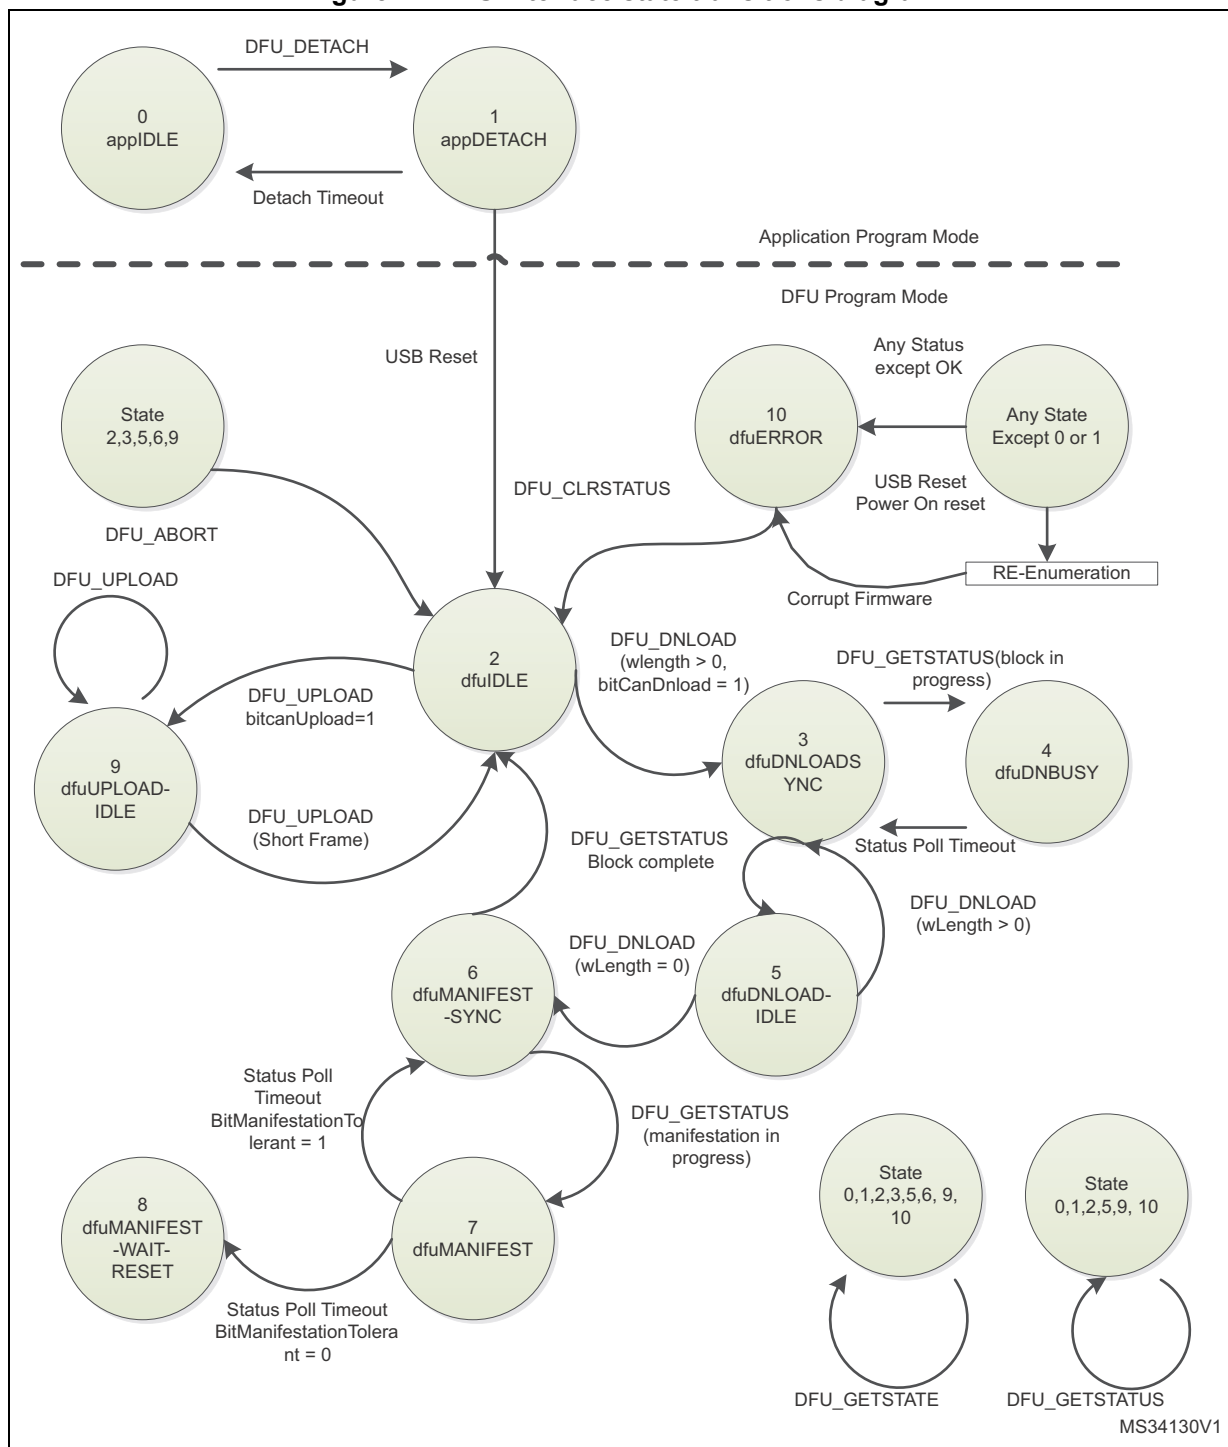 DFU_DETACH
0
appIDLE
1
appDETACH
Detach Timeout
Application Program Mode
DFU Program Mode
USB Reset
Any Status
except OK
State
2,3,5,6,9
10
dfuERROR
Any State
Except 0 or 1
DFU_CLRSTATUS
USB Reset
Power On reset
DFU_ABORT
RE-Enumeration
Corrupt Firmware
DFU_UPLOAD
2
dfuIDLE
DFU_DNLOAD
(wlength > 0,
bitCanDnload = 1)
DFU_GETSTATUS(block in
progress)
DFU_UPLOAD
bitcanUpload=1
3
dfuDNLOADS
YNC
4
dfuDNBUSY
9
dfuUPLOAD-
IDLE
DFU_UPLOAD
(Short Frame)
DFU_GETSTATUS
Block complete
Status Poll Timeout
DFU_DNLOAD
(wLength > 0)
DFU_DNLOAD
(wLength = 0)
6
dfuMANIFEST
-SYNC
5
dfuDNLOAD-
IDLE
Status Poll
Timeout
BitManifestationTo
lerant = 1
DFU_GETSTATUS
(manifestation in
progress)
8
dfuMANIFEST
-WAIT-
RESET
7
dfuMANIFEST
State
0,1,2,3,5,6, 9,
10
State
0,1,2,5,9, 10
Status Poll Timeout
BitManifestationTolera
nt = 0
DFU_GETSTATE
DFU_GETSTATUS
MS34130V1